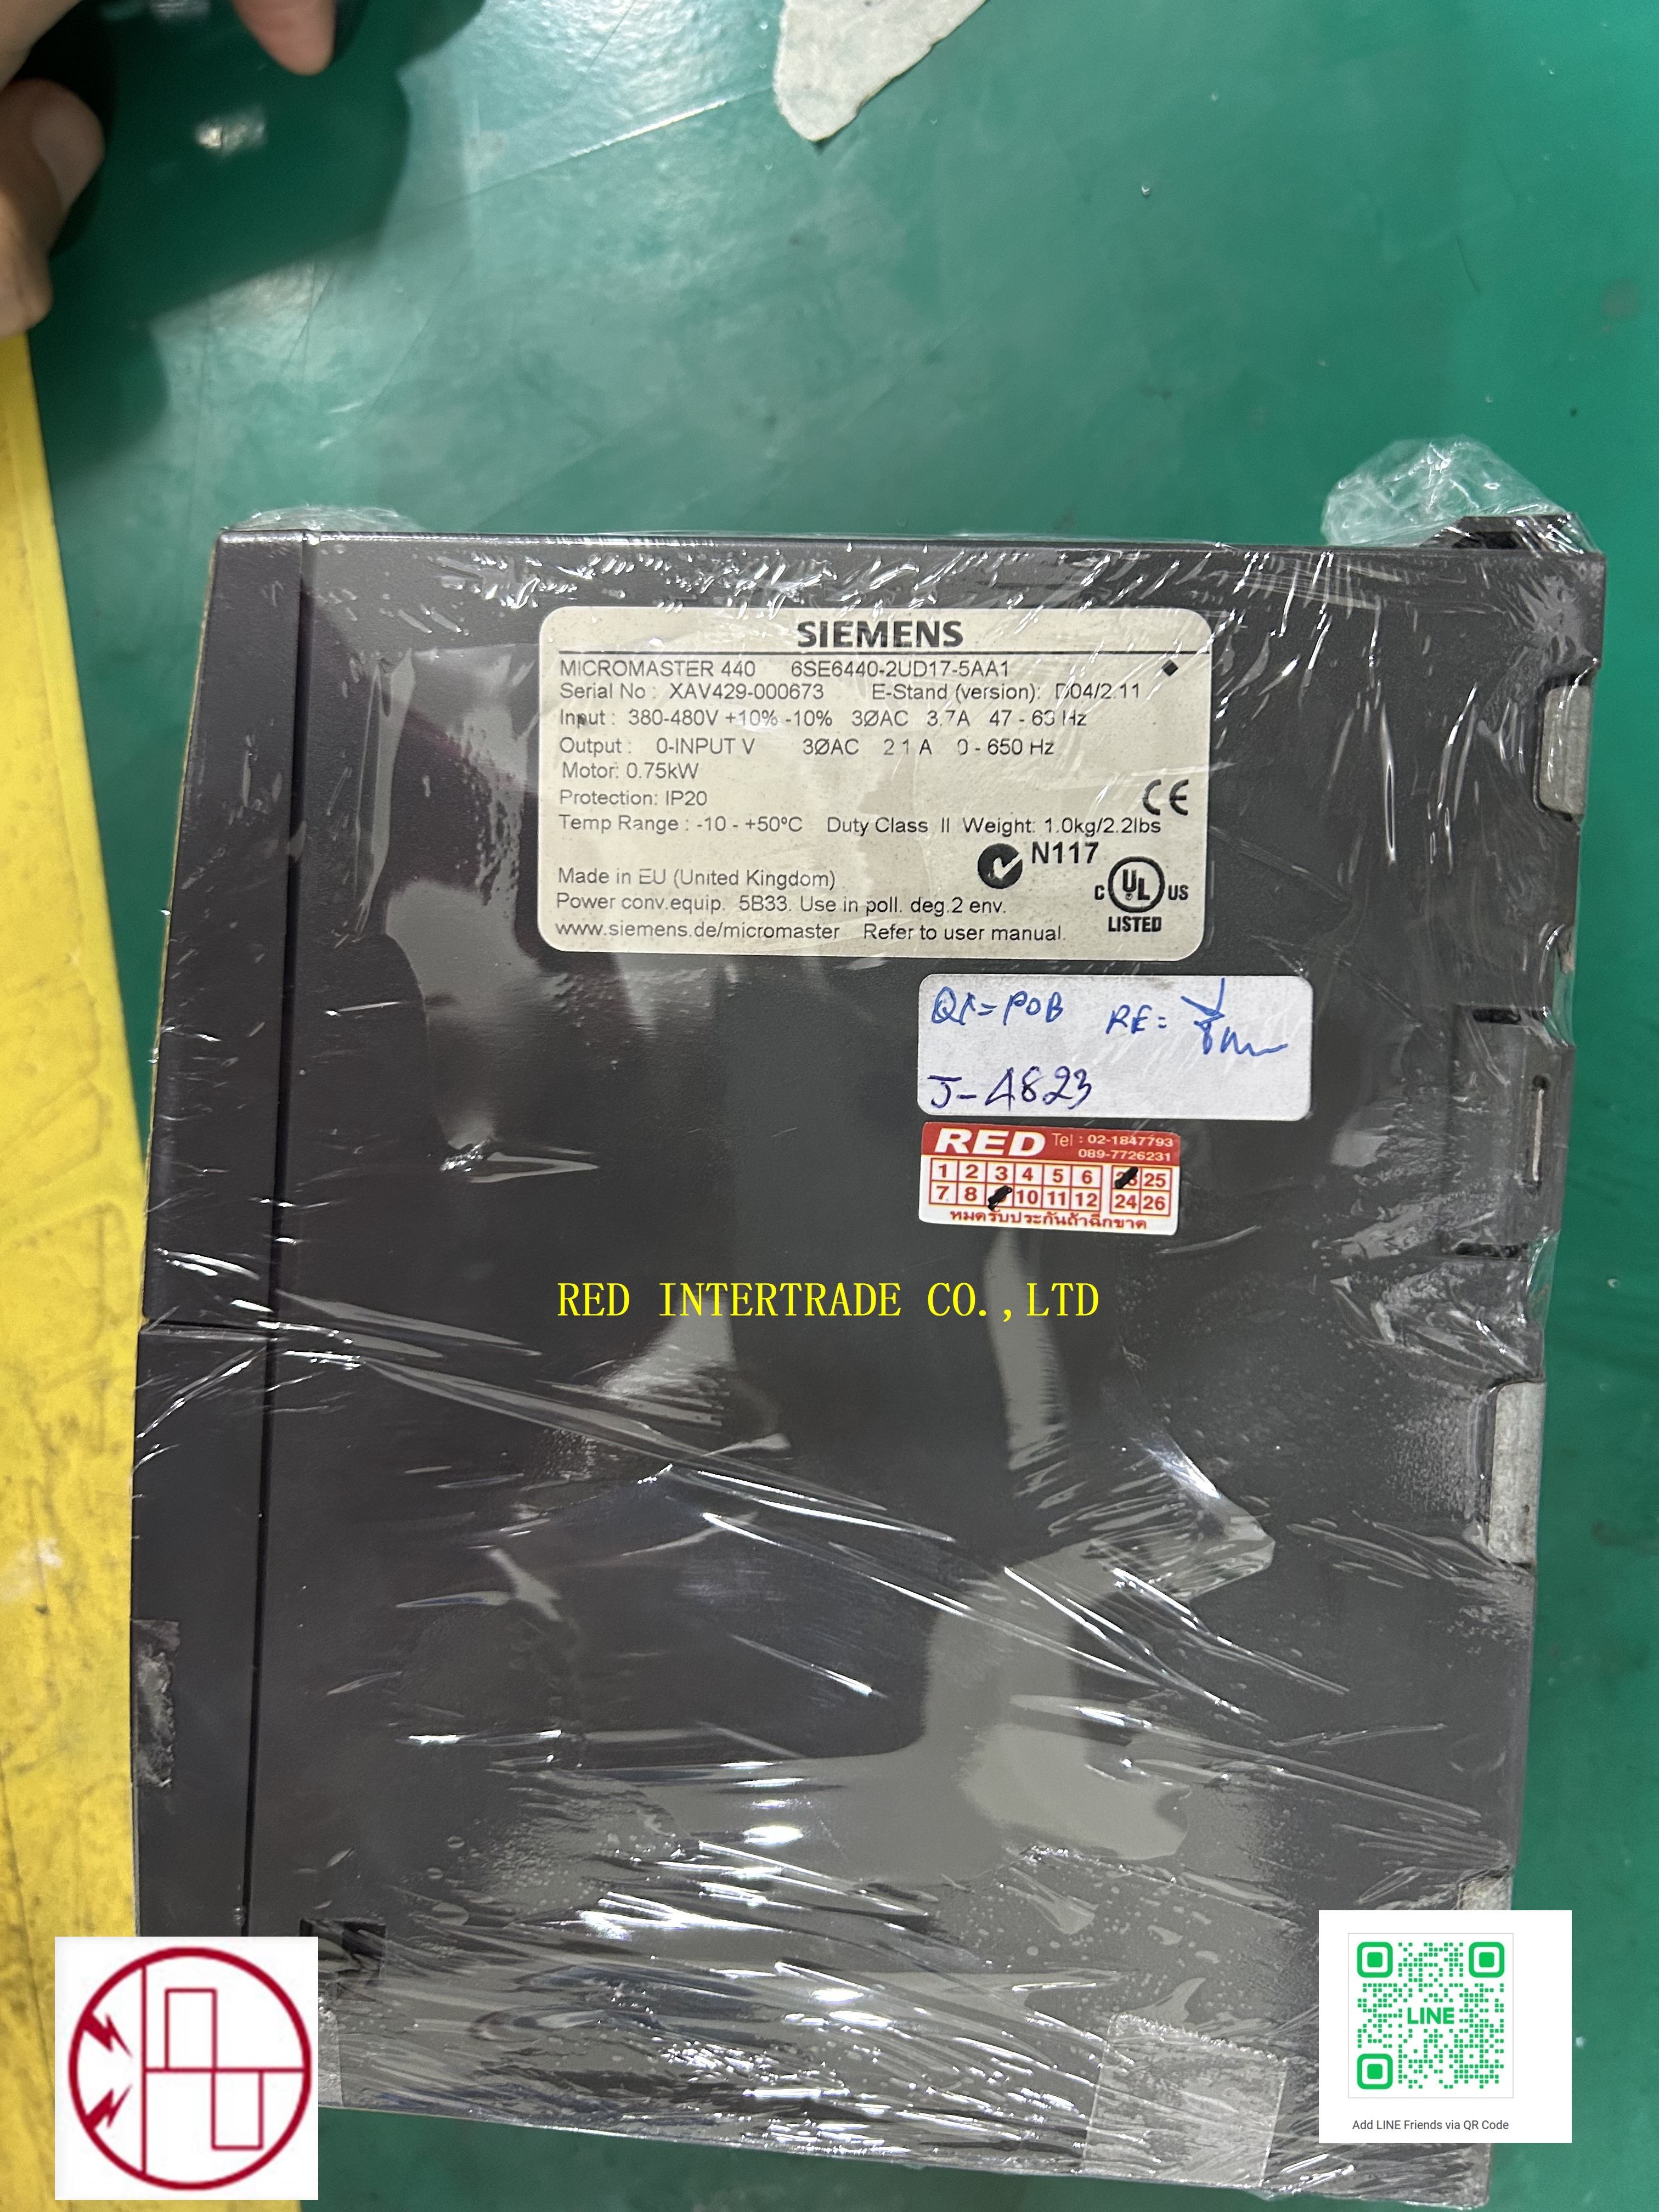 SIEMENS
MICROMASTER 440 6SE6440-2UD17-5AA1
Serial No : XAV429-000673 E-Stand (version): D04/2.11
Input : 380-480V +10% -10% 3ØAC 3.7A 47 - 63 Hz
Output : 0-INPUT V 3ØAC 2.1 A 0 - 650 Hz
Motor: 0.75kW
Protection: IP20
CE
Temp Range : -10 - +50ºC Duty Class II Weight: 1.0kg/2.2lbs
N117
Made in EU (United Kingdom)
C UL US
Power conv.equip. 5B33. Use in poll. deg.2 env.
LISTED
www.siemens.de/micromaster Refer to user manual.
POB RE=
J-4823
RED Tel : 02-1847793
089-7726231
1 2 3 4 5 6 25
7 8 10 11 12 24 26
หมดรับประกันถ้าฉีกขาด
RED INTERTRADE CO.,LTD
LINE
Add LINE Friends via QR Code